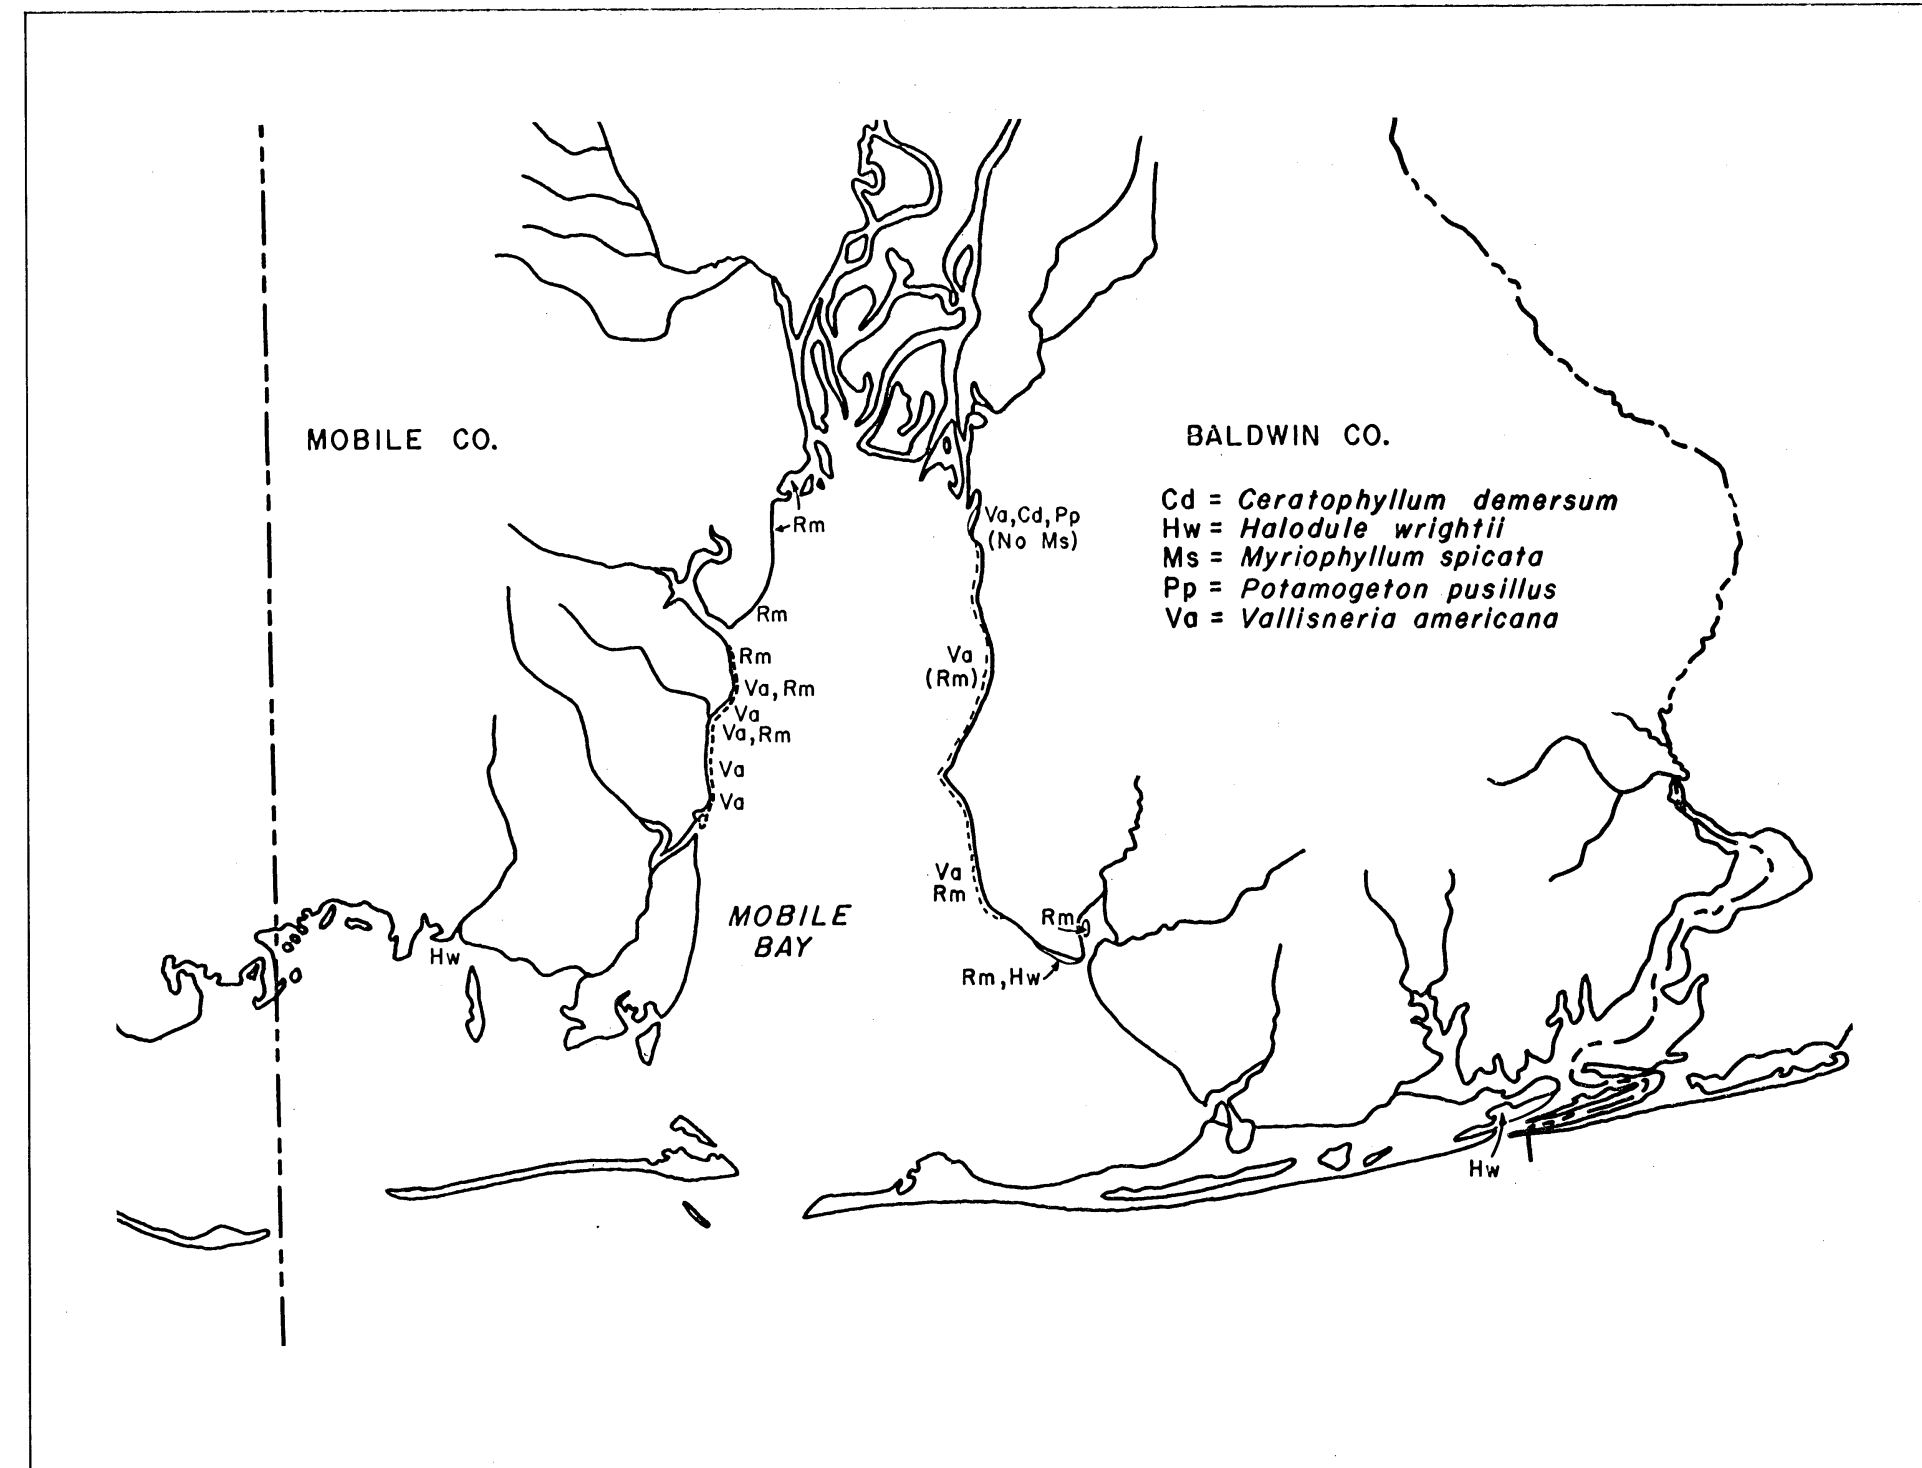 MOBILE CO.
BALDWIN CO.
Cd = Ceratophyllum demersum
Hw = Halodule wrightii
Ms = Myriophyllum spicata
Pp = Potamogeton pusillus
Va = Vallisneria americana
Rm
Va,Cd,Pp
(No Ms)
Rm
Rm
Va,Rm
Va
Va,Rm
Va
Va
Va
(Rm)
Va
Rm
MOBILE
BAY
Rm
Rm,Hw
Hw
Hw